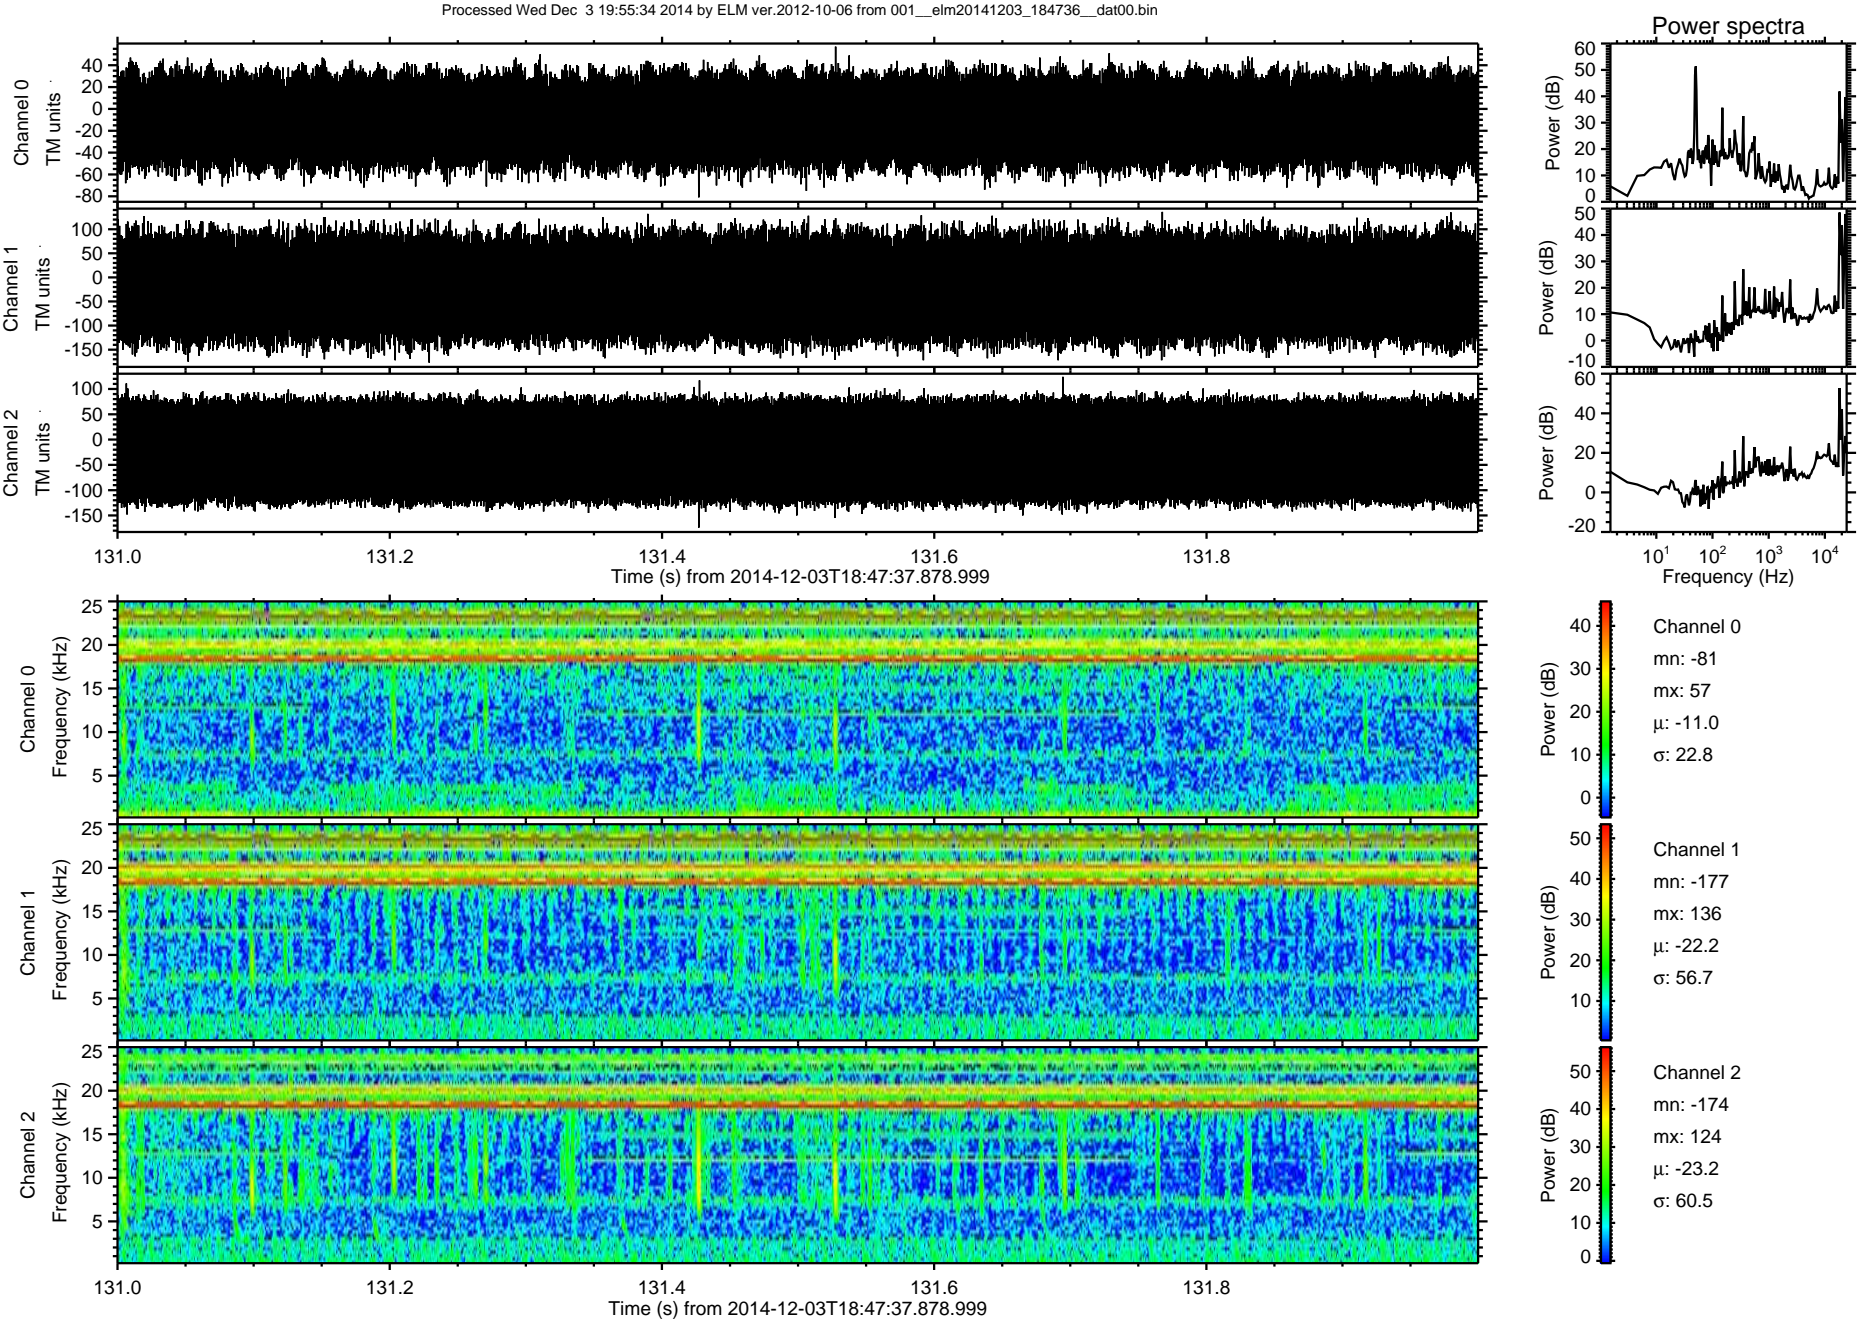 Processed Wed Dec 3 19:55:34 2014 by ELM ver.2012-10-06 from 001__elm20141203_184736__dat00.bin
Power spectra
Channel 0
TM units
40
20
0
-20
-40
-60
-80
Power (dB)
60
50
40
30
20
10
0
Channel 1
TM units
100
50
0
-50
-100
-150
Power (dB)
50
40
30
20
10
0
-10
Channel 2
TM units
100
50
0
-50
-100
-150
Power (dB)
60
40
20
0
-20
131.0 131.2 131.4 131.6 131.8
Time (s) from 2014-12-03T18:47:37.878.999
10¹ 10² 10³ 10⁴
Frequency (Hz)
Channel 0
Frequency (kHz)
25
20
15
10
5
Power (dB)
40
30
20
10
0
Channel 0
mn: -81
mx: 57
µ: -11.0
σ: 22.8
Channel 1
Frequency (kHz)
25
20
15
10
5
Power (dB)
50
40
30
20
10
Channel 1
mn: -177
mx: 136
µ: -22.2
σ: 56.7
Channel 2
Frequency (kHz)
25
20
15
10
5
Power (dB)
50
40
30
20
10
0
Channel 2
mn: -174
mx: 124
µ: -23.2
σ: 60.5
131.0 131.2 131.4 131.6 131.8
Time (s) from 2014-12-03T18:47:37.878.999